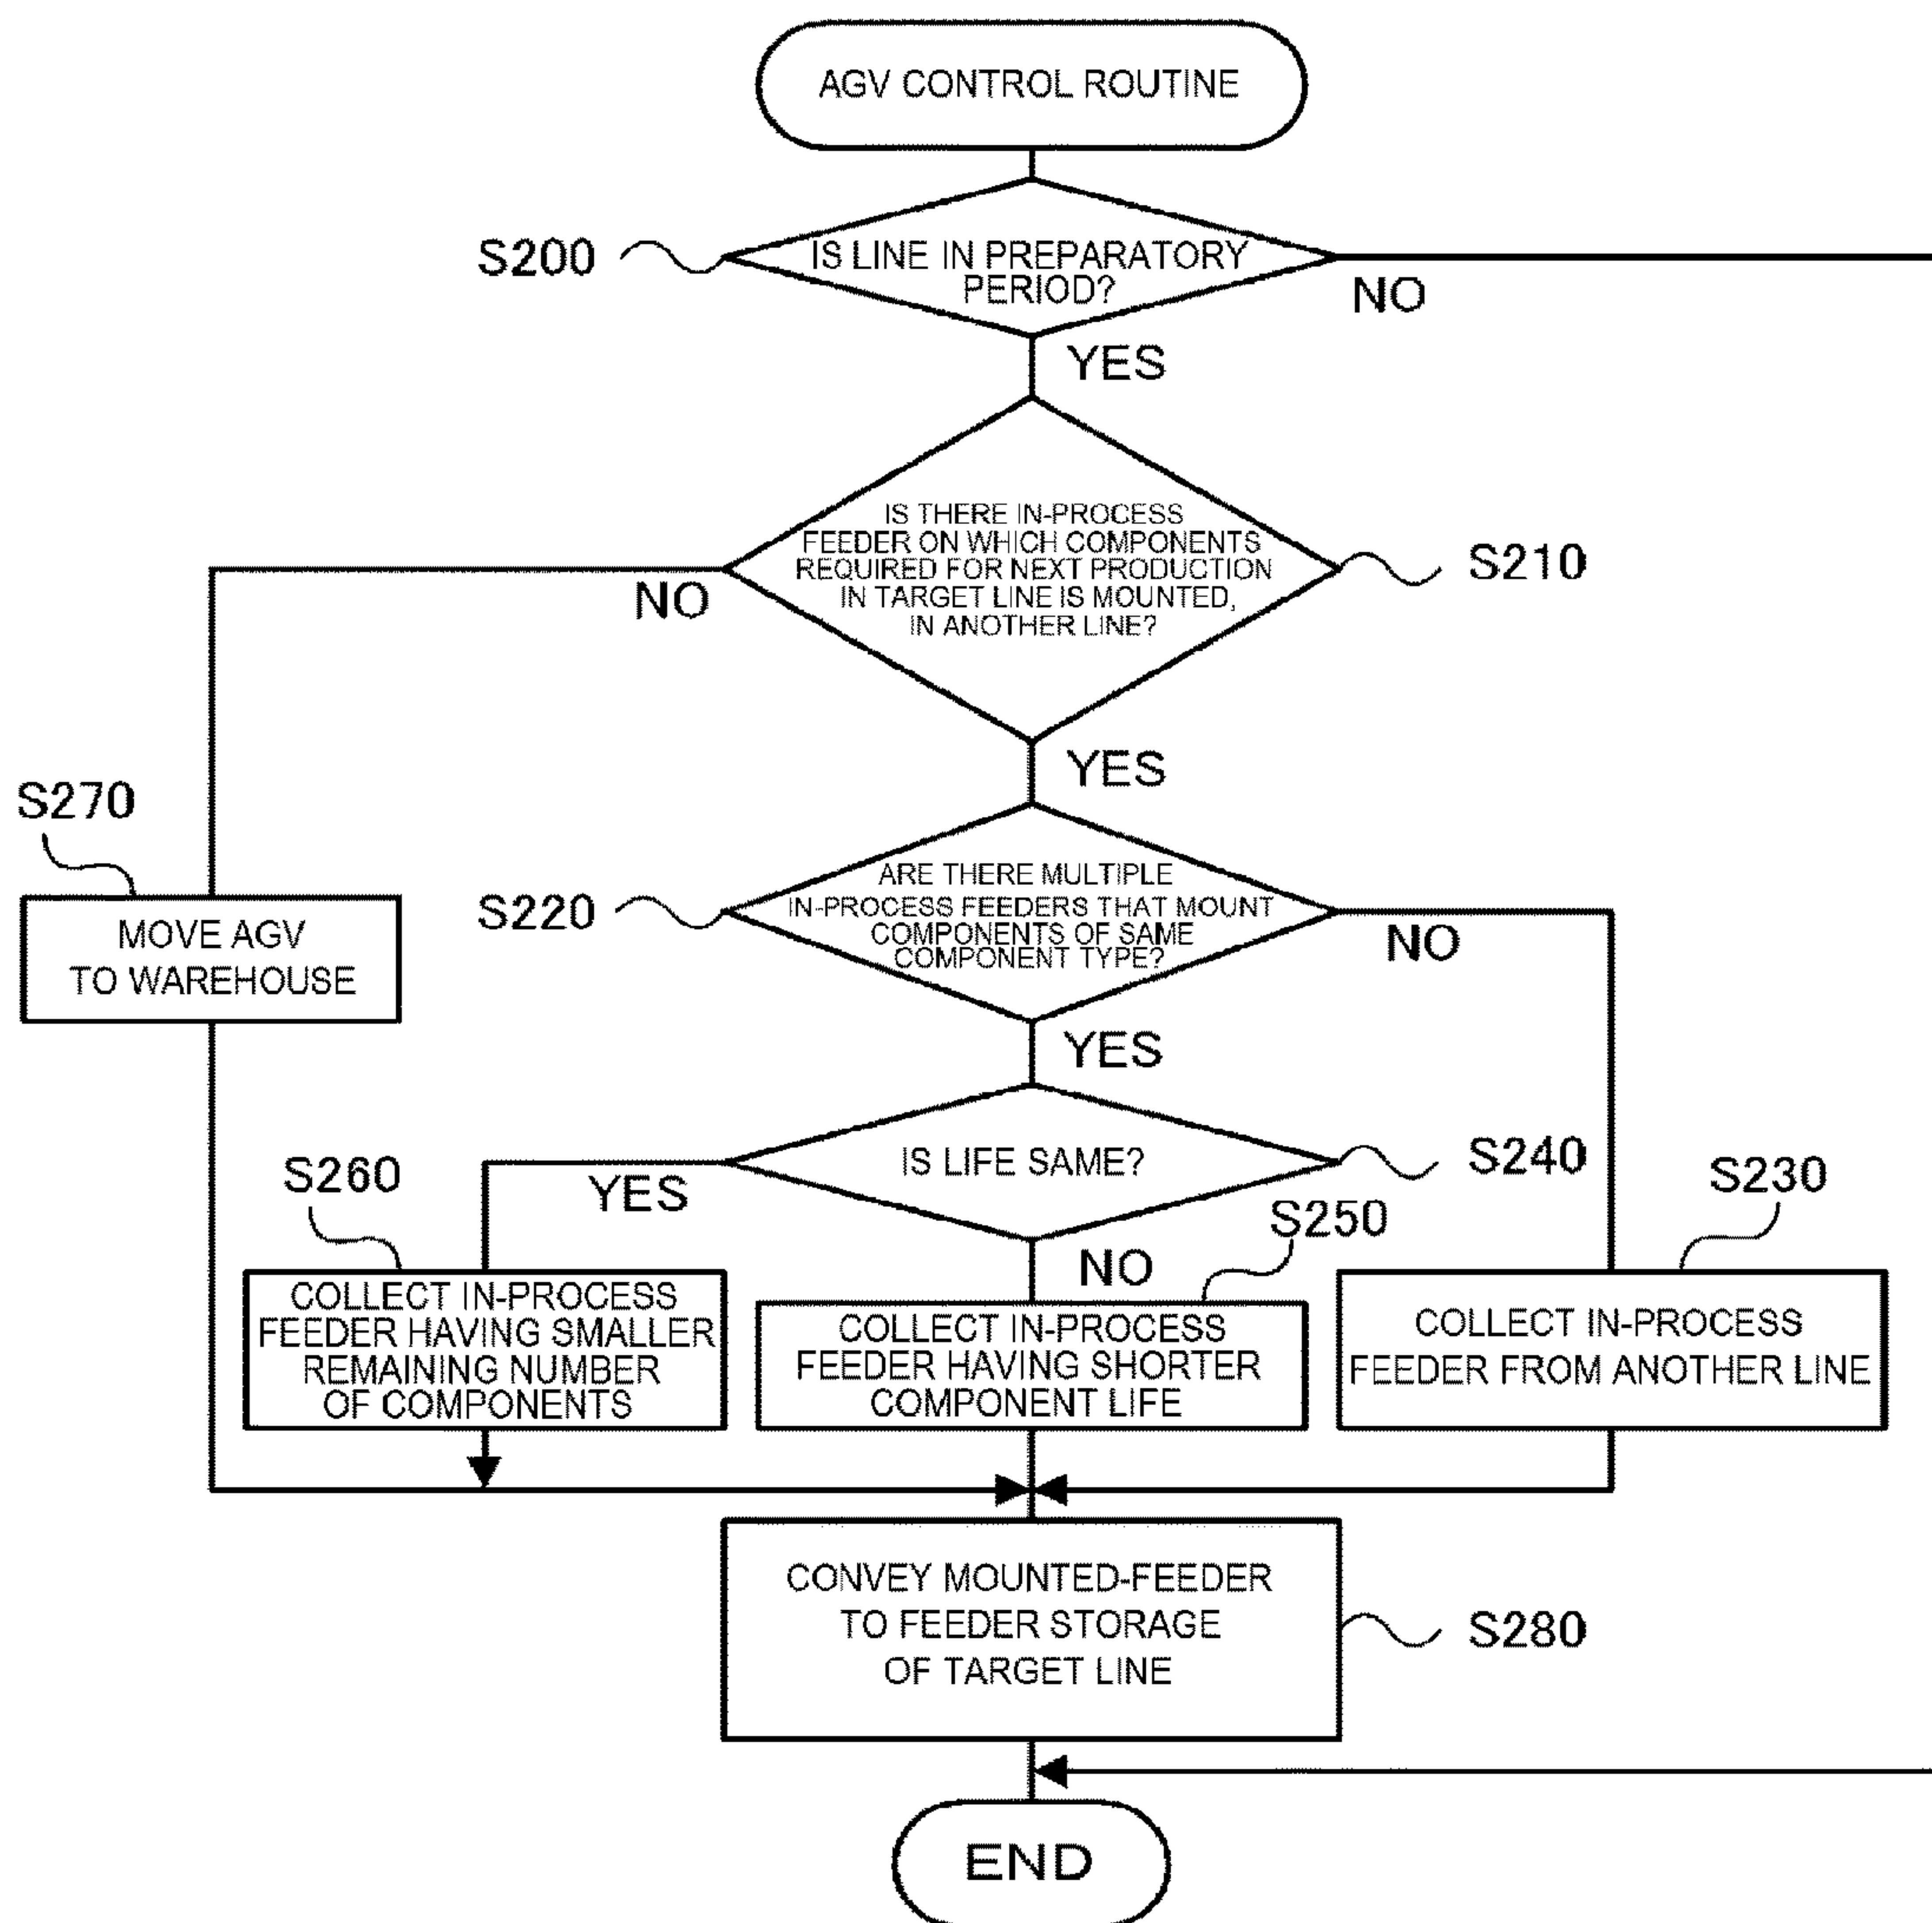 AGV CONTROL ROUTINE
S200
IS LINE IN PREPARATORY
PERIOD?
NO
YES
IS THERE IN-PROCESS
FEEDER ON WHICH COMPONENTS
REQUIRED FOR NEXT PRODUCTION
IN TARGET LINE IS MOUNTED,
IN ANOTHER LINE?
S210
NO
YES
S270
MOVE AGV
TO WAREHOUSE
S220
ARE THERE MULTIPLE
IN-PROCESS FEEDERS THAT MOUNT
COMPONENTS OF SAME
COMPONENT TYPE?
NO
YES
IS LIFE SAME?
S240
YES
NO
S260
COLLECT IN-PROCESS
FEEDER HAVING SMALLER
REMAINING NUMBER
OF COMPONENTS
S250
COLLECT IN-PROCESS
FEEDER HAVING SHORTER
COMPONENT LIFE
S230
COLLECT IN-PROCESS
FEEDER FROM ANOTHER LINE
CONVEY MOUNTED-FEEDER
TO FEEDER STORAGE
OF TARGET LINE
S280
END